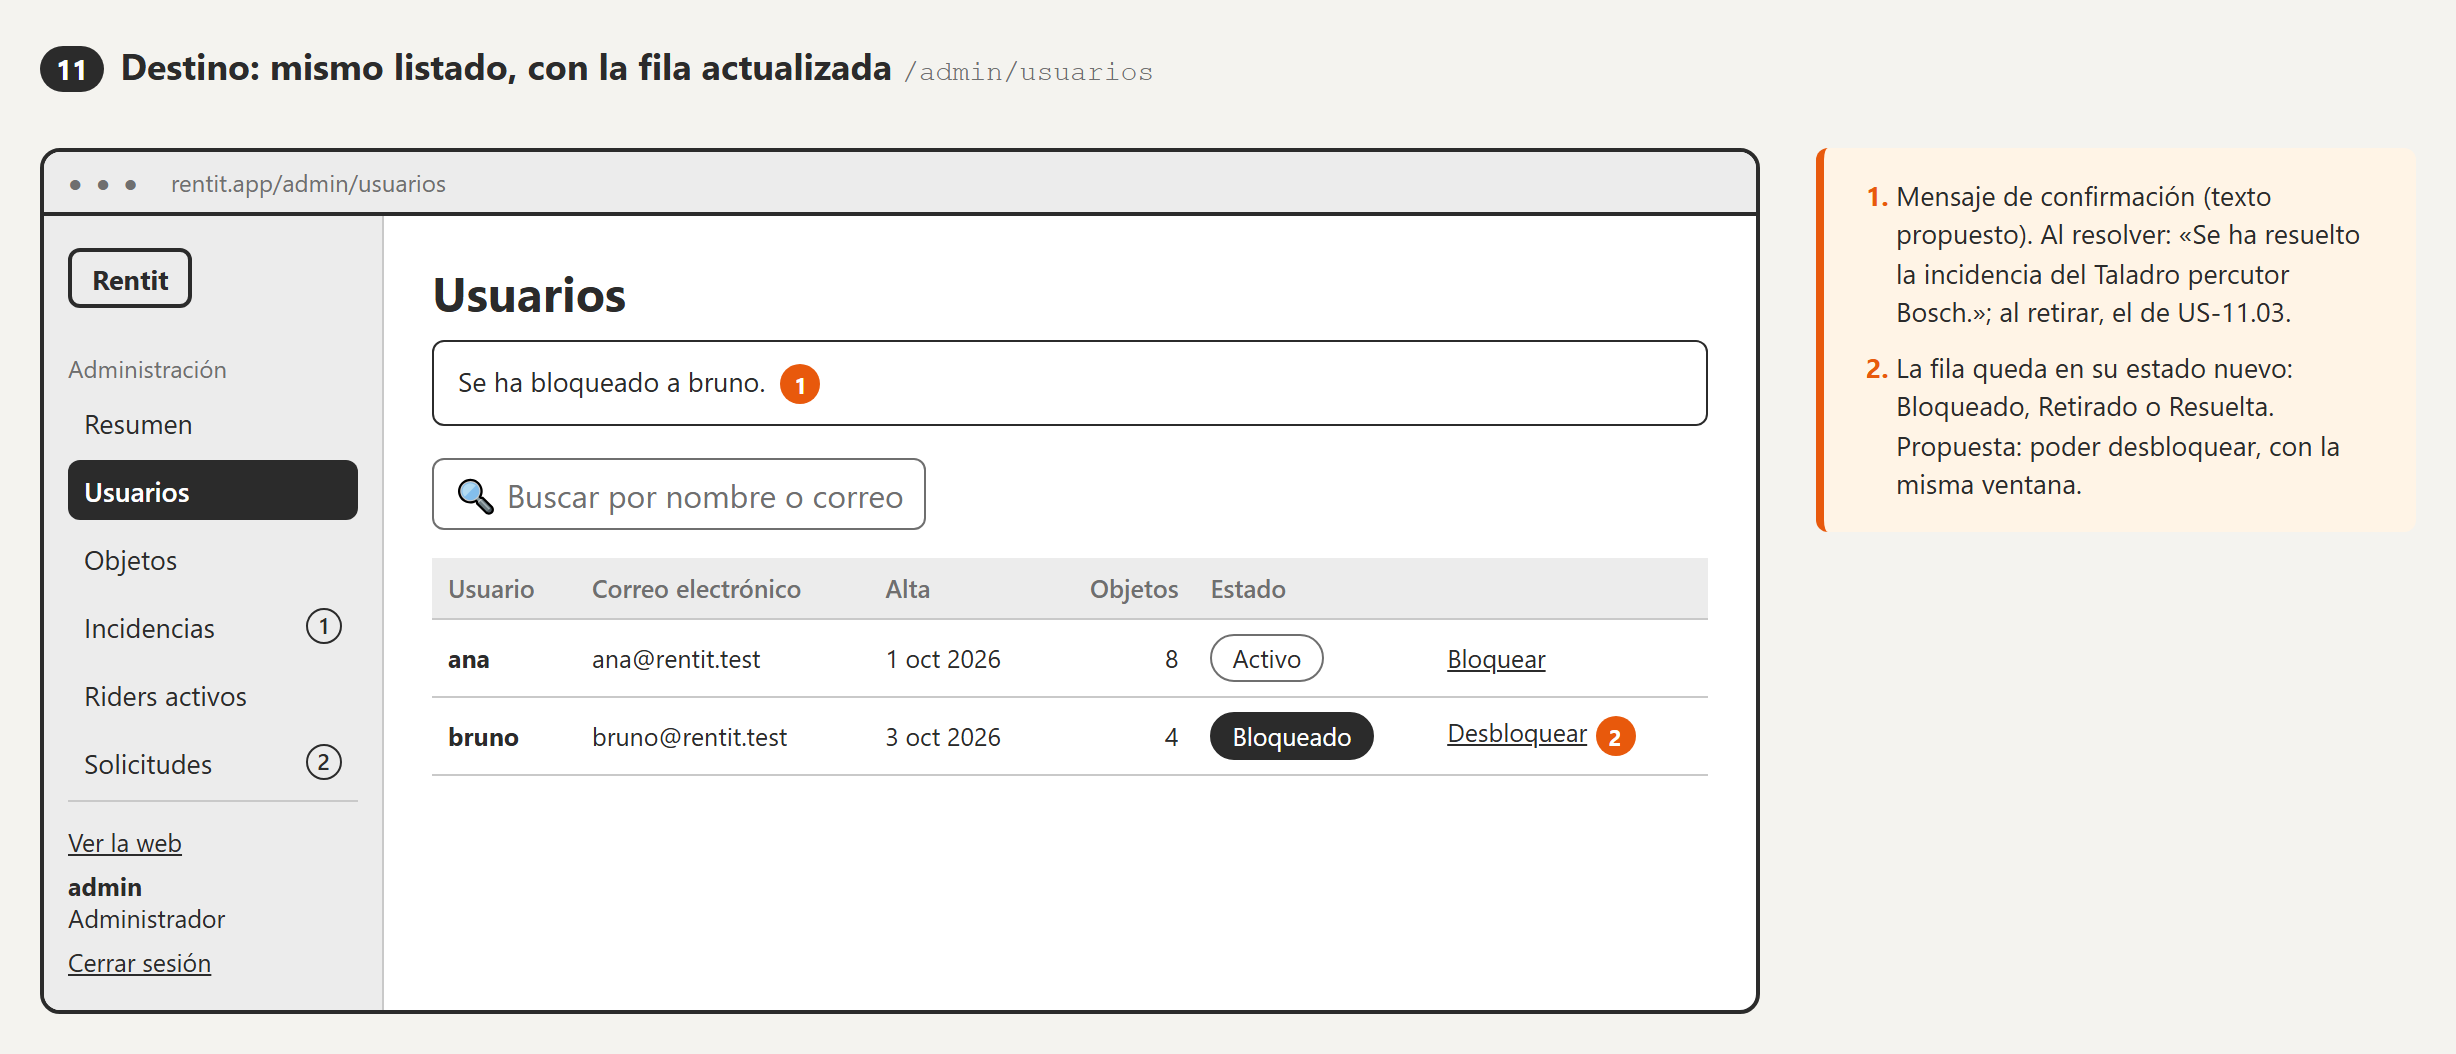 11 Destino: mismo listado, con la fila actualizada /admin/usuarios
rentit.app/admin/usuarios
Rentit
Administración
Resumen
Usuarios
Objetos
Incidencias 1
Riders activos
Solicitudes 2
Ver la web
admin
Administrador
Cerrar sesión
Usuarios
Se ha bloqueado a bruno. 1
Buscar por nombre o correo
Usuario Correo electrónico Alta Objetos Estado
ana ana@rentit.test 1 oct 2026 8 Activo Bloquear
bruno bruno@rentit.test 3 oct 2026 4 Bloqueado Desbloquear 2
1. Mensaje de confirmación (texto
propuesto). Al resolver: «Se ha resuelto
la incidencia del Taladro percutor
Bosch.»; al retirar, el de US-11.03.
2. La fila queda en su estado nuevo:
Bloqueado, Retirado o Resuelta.
Propuesta: poder desbloquear, con la
misma ventana.